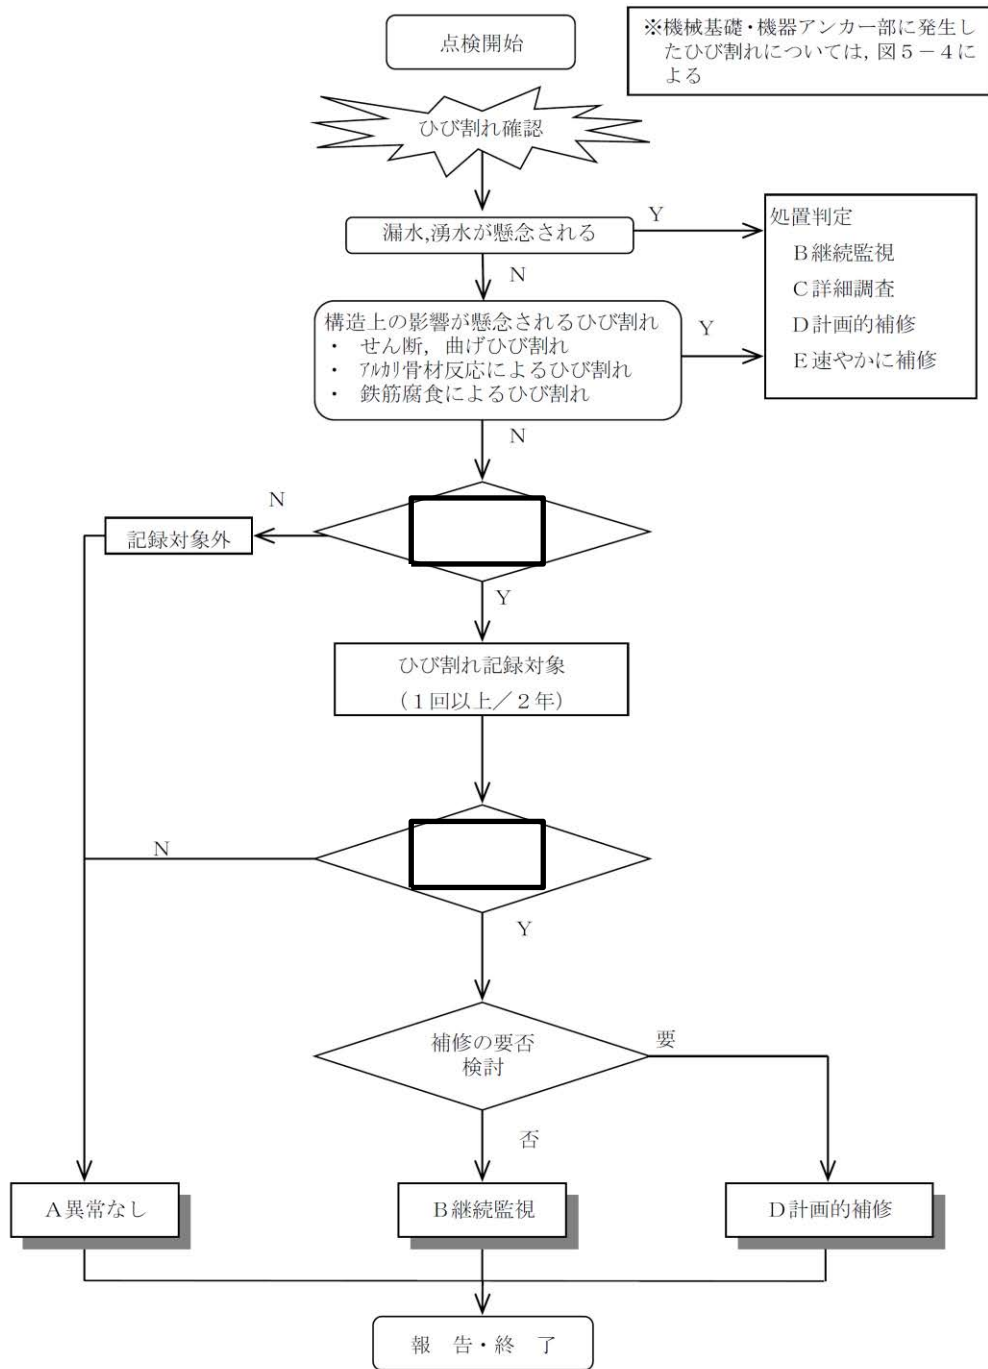 点検開始
※機械基礎・機器アンカー部に発生し
たひび割れについては,図5-4に
よる
ひび割れ確認
漏水,湧水が懸念される
Y
処置判定
B継続監視
C詳細調査
D計画的補修
E速やかに補修
N
構造上の影響が懸念されるひび割れ
・ せん断,曲げひび割れ
・ アルカリ骨材反応によるひび割れ
・ 鉄筋腐食によるひび割れ
Y
N
N
記録対象外
Y
ひび割れ記録対象
(1回以上/2年)
N
Y
補修の要否
検討
要
否
A異常なし
B継続監視
D計画的補修
報 告・終 了